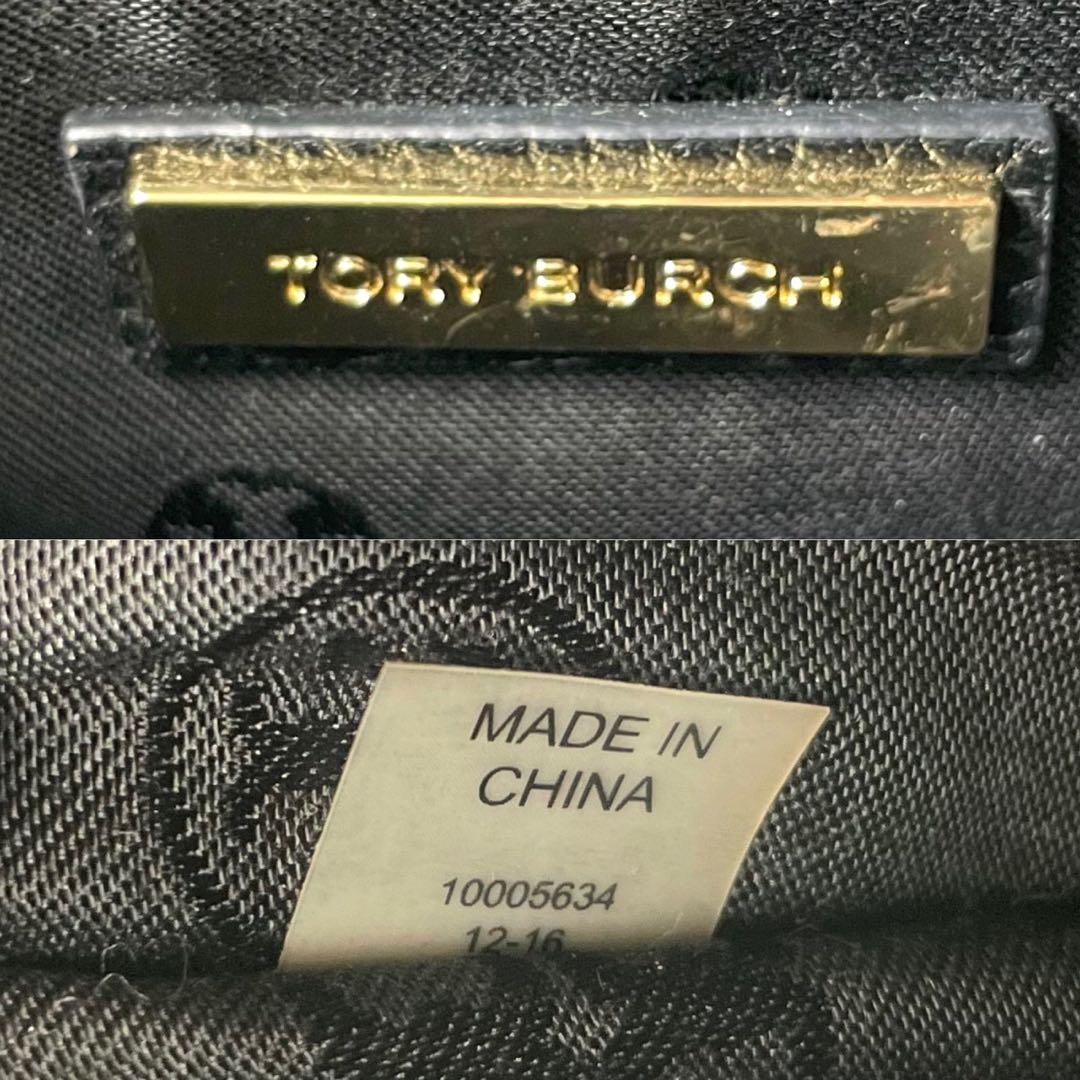 TORY BURCH
MADE IN
CHINA
10005634
12-16